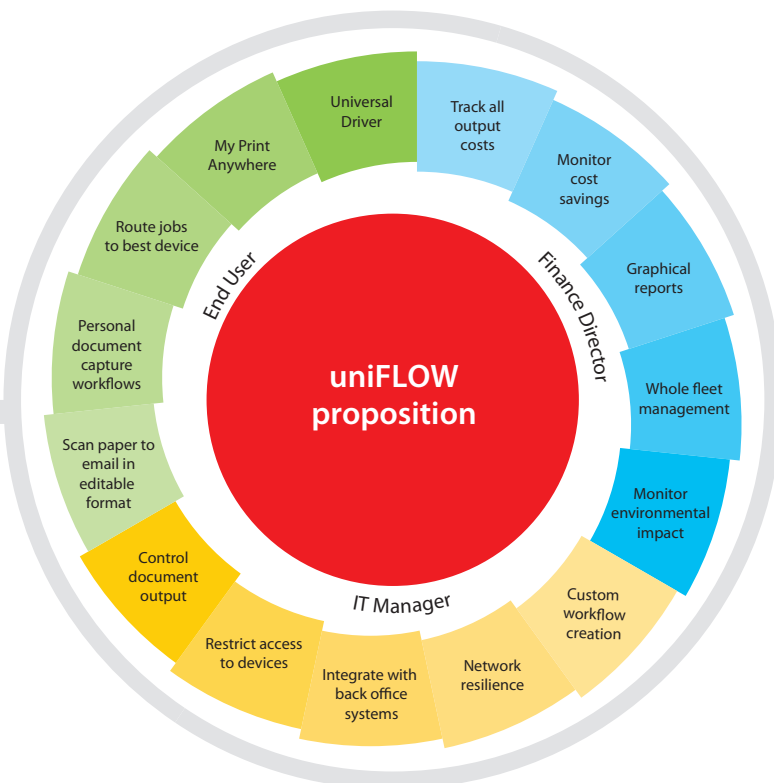 uniFLOW
proposition
Finance Director
Track all
output
costs
Monitor
cost
savings
Graphical
reports
Whole fleet
management
Monitor
environmental
impact
IT Manager
Custom
workflow
creation
Network
resilience
Integrate with
back office
systems
Restrict access
to devices
Control
document
output
End User
Scan paper to
email in
editable
format
Personal
document
capture
workflows
Route jobs
to best device
My Print
Anywhere
Universal
Driver